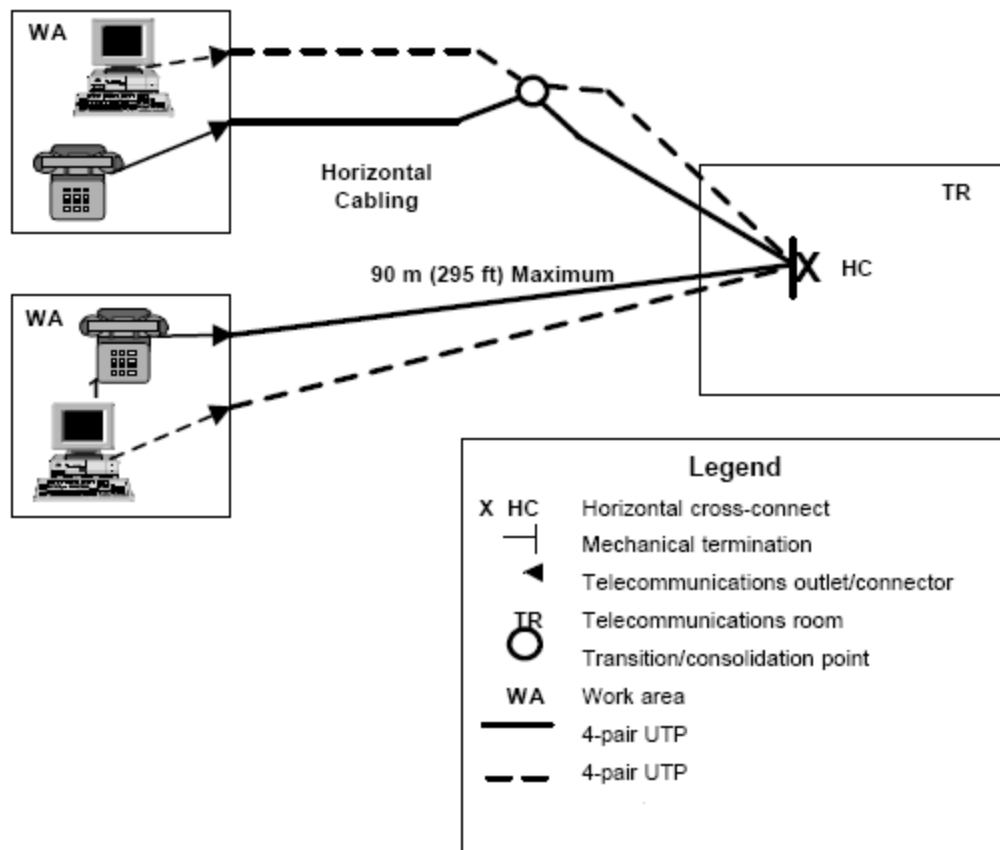 WA
Horizontal
Cabling
TR
HC
90 m (295 ft) Maximum
WA
Legend
X HC Horizontal cross-connect
Mechanical termination
Telecommunications outlet/connector
TR Telecommunications room
Transition/consolidation point
WA Work area
4-pair UTP
4-pair UTP